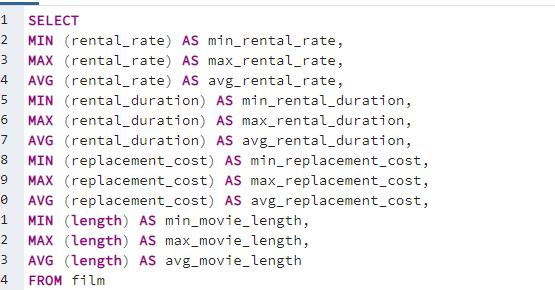 1 SELECT
2 MIN (rental_rate) AS min_rental_rate,
3 MAX (rental_rate) AS max_rental_rate,
4 AVG (rental_rate) AS avg_rental_rate,
5 MIN (rental_duration) AS min_rental_duration,
6 MAX (rental_duration) AS max_rental_duration,
7 AVG (rental_duration) AS avg_rental_duration,
8 MIN (replacement_cost) AS min_replacement_cost,
9 MAX (replacement_cost) AS max_replacement_cost,
0 AVG (replacement_cost) AS avg_replacement_cost,
1 MIN (length) AS min_movie_length,
2 MAX (length) AS max_movie_length,
3 AVG (length) AS avg_movie_length
4 FROM film